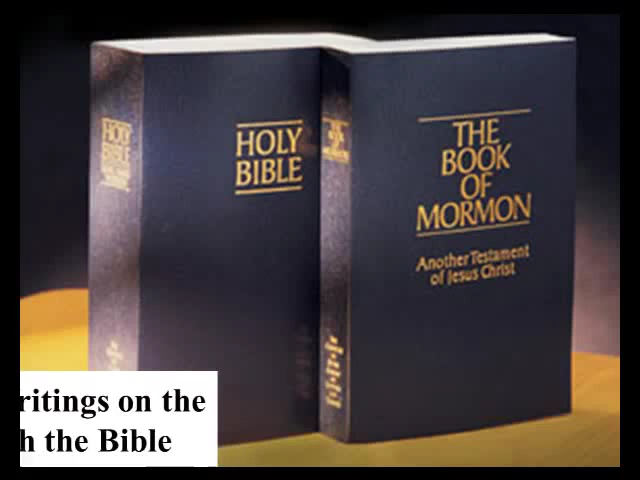 HOLY
BIBLE
HOLY
BIBLE
THE
BOOK
OF
MORMON
Another Testament
of Jesus Christ
ritings on the
h the Bible